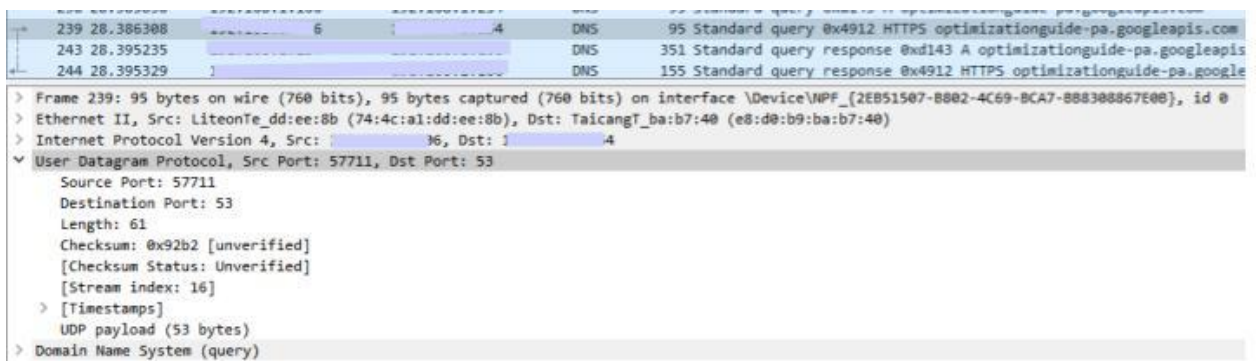 239 28.386308 6 4 DNS 95 Standard query 0x4912 HTTPS optimizationguide-pa.googleapis.com
243 28.395235 DNS 351 Standard query response 0xd143 A optimizationguide-pa.googleapis
244 28.395329 DNS 155 Standard query response 0x4912 HTTPS optimizationguide-pa.google
> Frame 239: 95 bytes on wire (760 bits), 95 bytes captured (760 bits) on interface \Device\NPF_{2EB51507-B802-4C69-BCA7-BB8308867E0B}, id 0
> Ethernet II, Src: LiteonTe_dd:ee:8b (74:4c:a1:dd:ee:8b), Dst: TaicangT_ba:b7:40 (e8:d0:b9:ba:b7:40)
> Internet Protocol Version 4, Src: 06, Dst: 1 4
User Datagram Protocol, Src Port: 57711, Dst Port: 53
Source Port: 57711
Destination Port: 53
Length: 61
Checksum: 0x92b2 [unverified]
[Checksum Status: Unverified]
[Stream index: 16]
> [Timestamps]
UDP payload (53 bytes)
> Domain Name System (query)